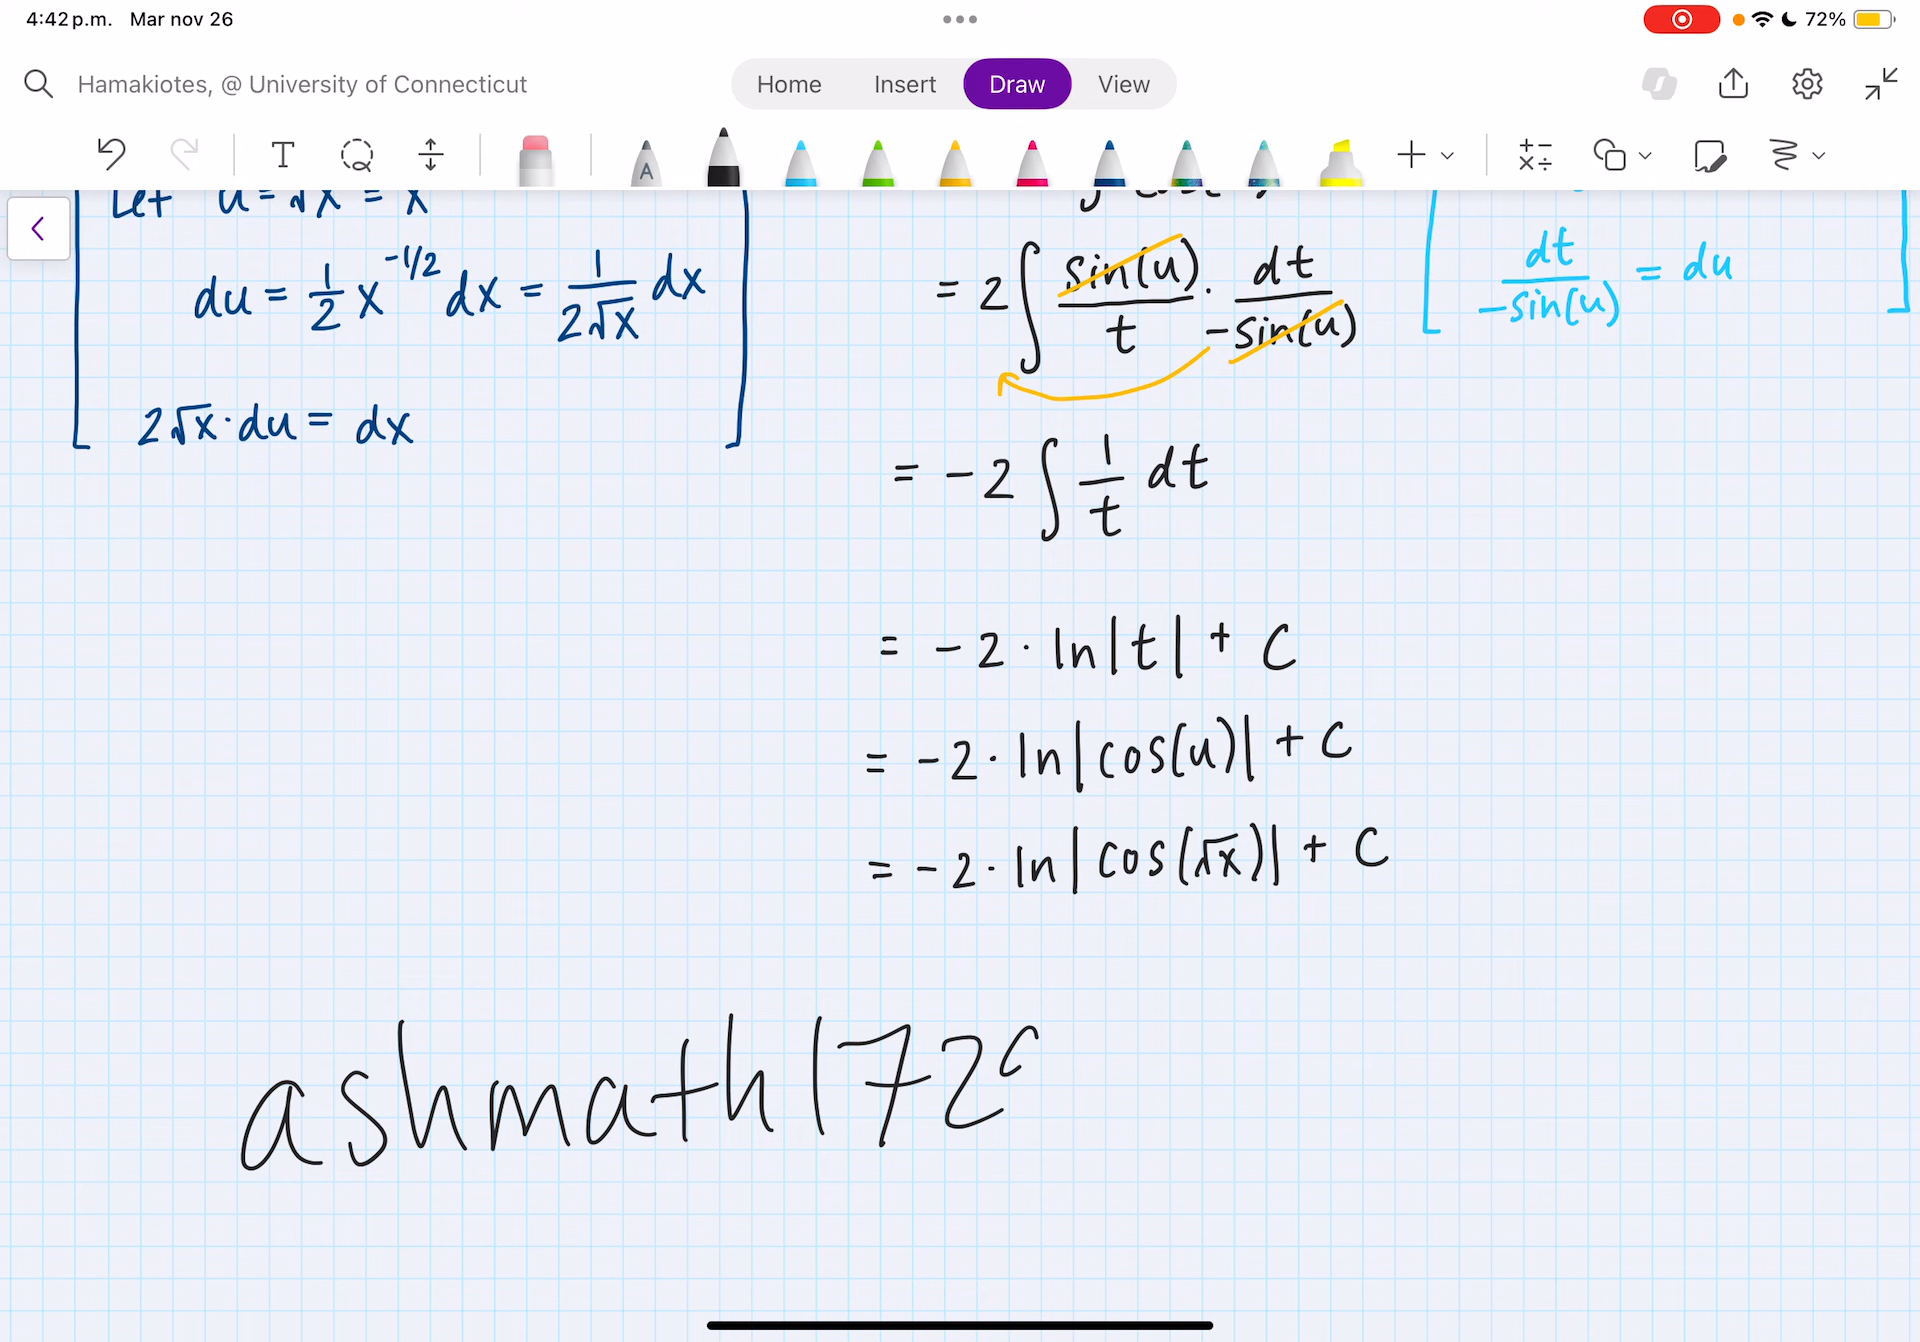 4:42 p.m. Mar nov 26
72%
Hamakiotes, @ University of Connecticut
Home Insert Draw View
T
A
Let u = √x = x
du = 1/2 x^(-1/2) dx = 1/(2√x) dx
2√x · du = dx
= 2 ∫ sin(u)/t · dt/(-sin(u))
dt/(-sin(u)) = du
= -2 ∫ 1/t dt
= -2 · ln|t| + C
= -2 · ln|cos(u)| + C
= -2 · ln|cos(√x)| + C
ashmath172